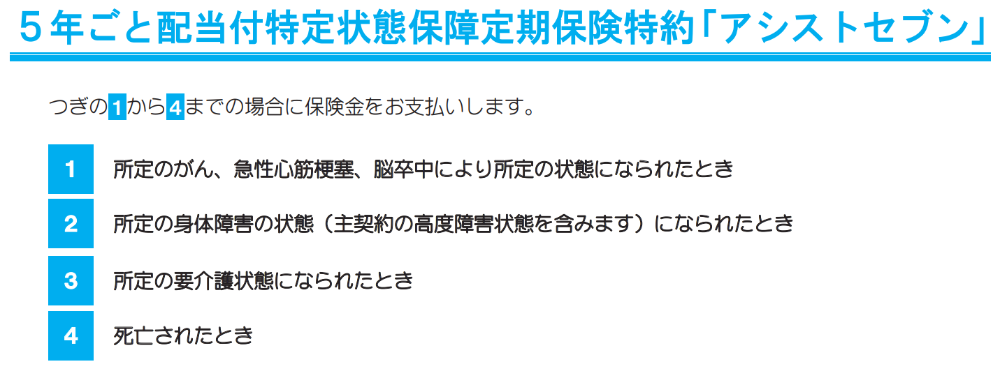 5年ごと配当付特定状態保障定期保険特約「アシストセブン」
つぎの1から4までの場合に保険金をお支払いします。
1 所定のがん、急性心筋梗塞、脳卒中により所定の状態になられたとき
2 所定の身体障害の状態（主契約の高度障害状態を含みます）になられたとき
3 所定の要介護状態になられたとき
4 死亡されたとき